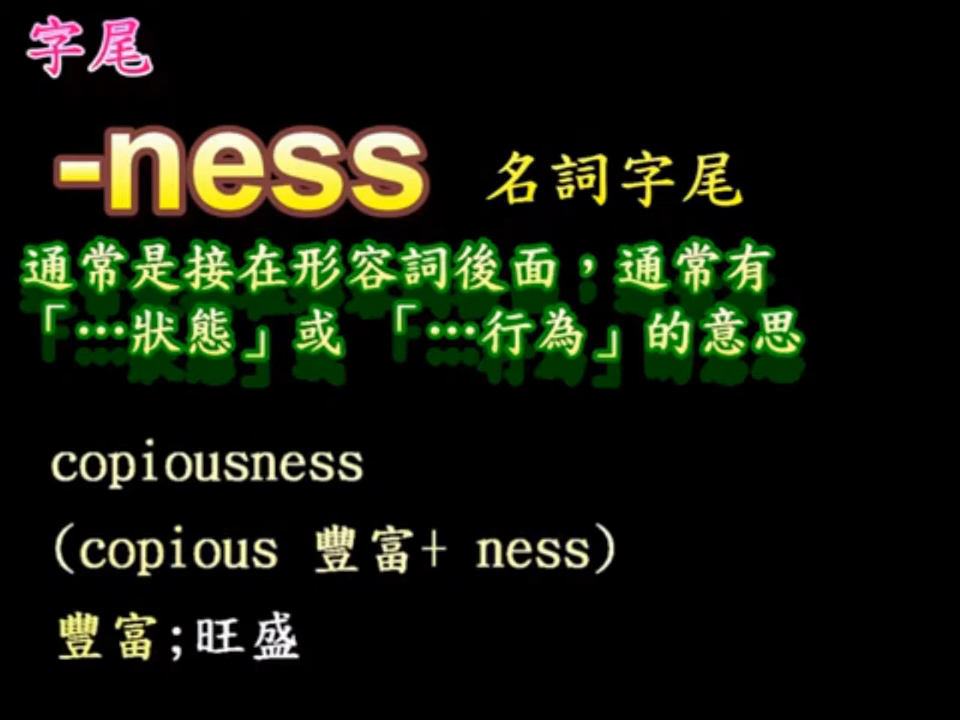 字尾
-ness 名詞字尾
通常是接在形容詞後面，通常有
「…狀態」或 「…行為」的意思
copiousness
(copious 豐富+ ness)
豐富;旺盛